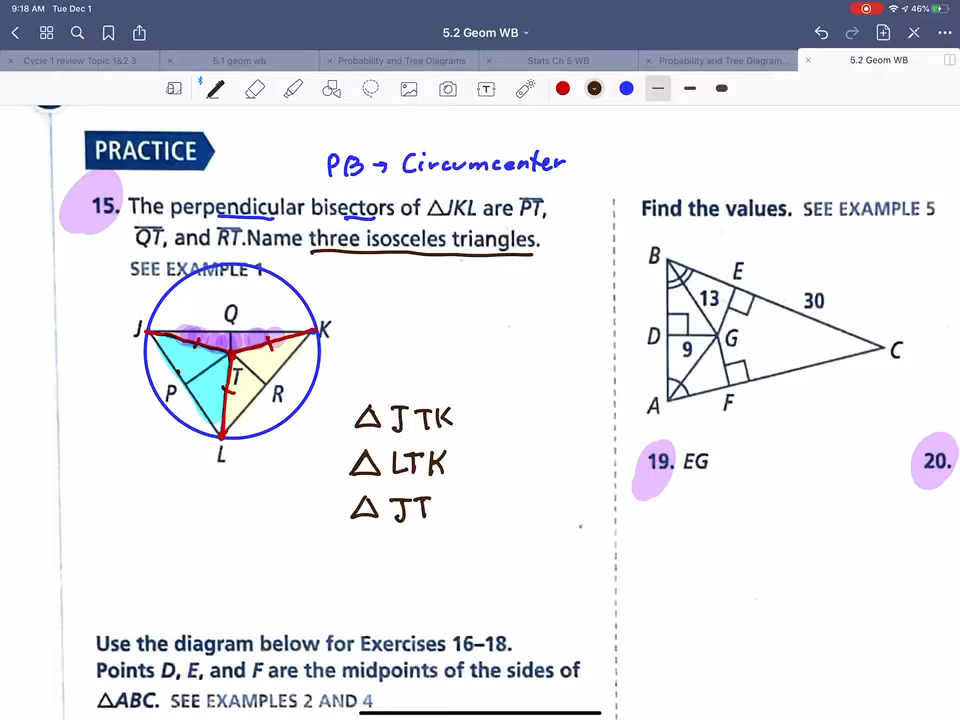 9:18 AM Tue Dec 1
46%
5.2 Geom WB
Cycle 1 review Topic 1&2 3
5.1 geom wb
Probability and Tree Diagrams
Stats Ch 5 WB
Probability and Tree Diagram...
5.2 Geom WB
T
PRACTICE
PB → Circumcenter
15. The perpendicular bisectors of △JKL are PT,
QT, and RT.Name three isosceles triangles.
SEE EXAMPLE 1
J
Q
K
P
T
R
L
△ JTK
△ LTK
△ JT
Use the diagram below for Exercises 16–18.
Points D, E, and F are the midpoints of the sides of
△ABC. SEE EXAMPLES 2 AND 4
Find the values. SEE EXAMPLE 5
B
E
13
30
D
9
G
C
A
F
19. EG
20.